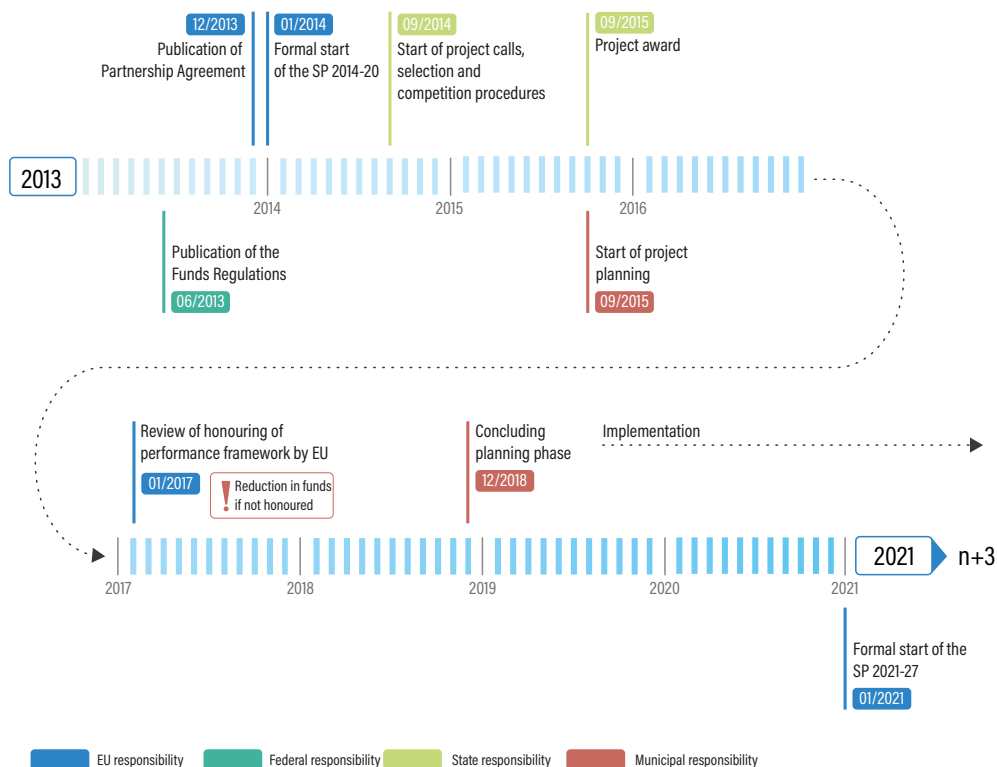 12/2013
Publication of
Partnership Agreement
01/2014
Formal start
of the SP 2014-20
09/2014
Start of project calls,
selection and
competition procedures
09/2015
Project award
2013
2014
2015
2016
Publication of the
Funds Regulations
06/2013
Start of project
planning
09/2015
Review of honouring of
performance framework by EU
01/2017
! Reduction in funds
if not honoured
Concluding
planning phase
12/2018
Implementation
2021
n+3
2017
2018
2019
2020
2021
Formal start of the
SP 2021-27
01/2021
EU responsibility
Federal responsibility
State responsibility
Municipal responsibility